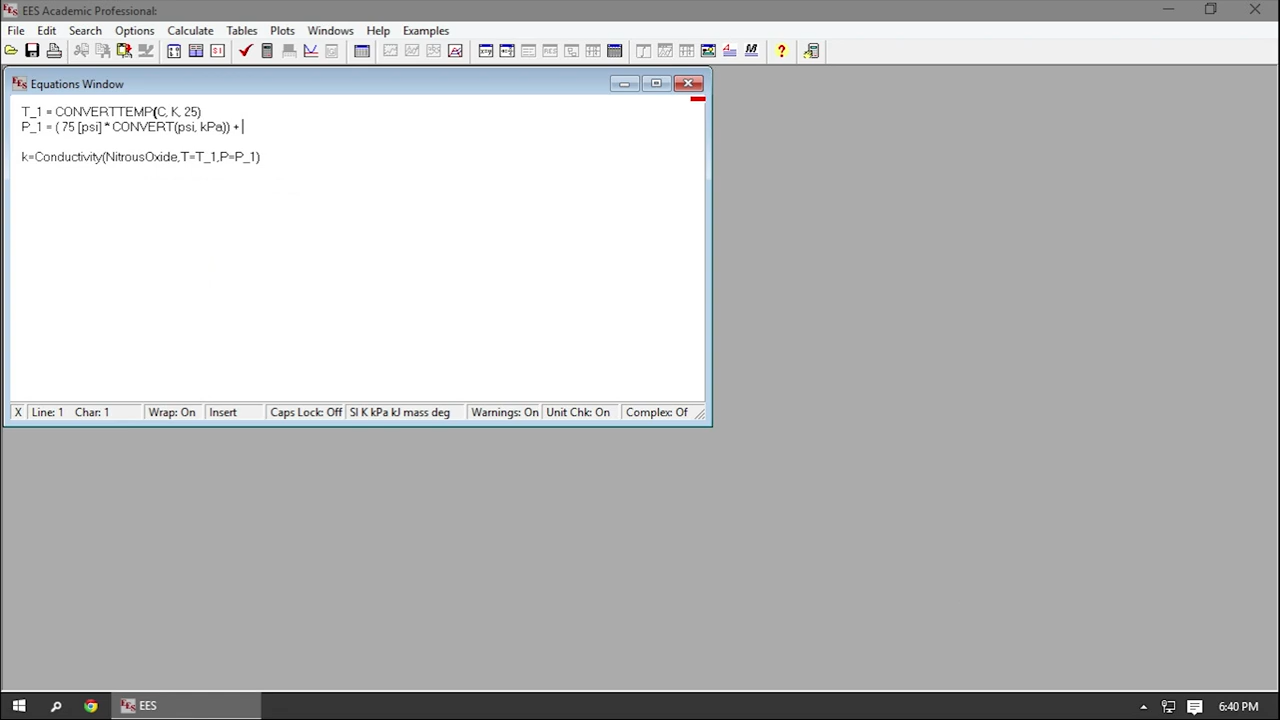 EES Academic Professional:
File Edit Search Options Calculate Tables Plots Windows Help Examples
Equations Window
T_1 = CONVERTTEMP(C, K, 25)
P_1 = ( 75 [psi] * CONVERT(psi, kPa)) +
k=Conductivity(NitrousOxide,T=T_1,P=P_1)
X Line: 1 Char: 1 Wrap: On Insert Caps Lock: Off SI K kPa kJ mass deg Warnings: On Unit Chk: On Complex: Of
EES 6:40 PM